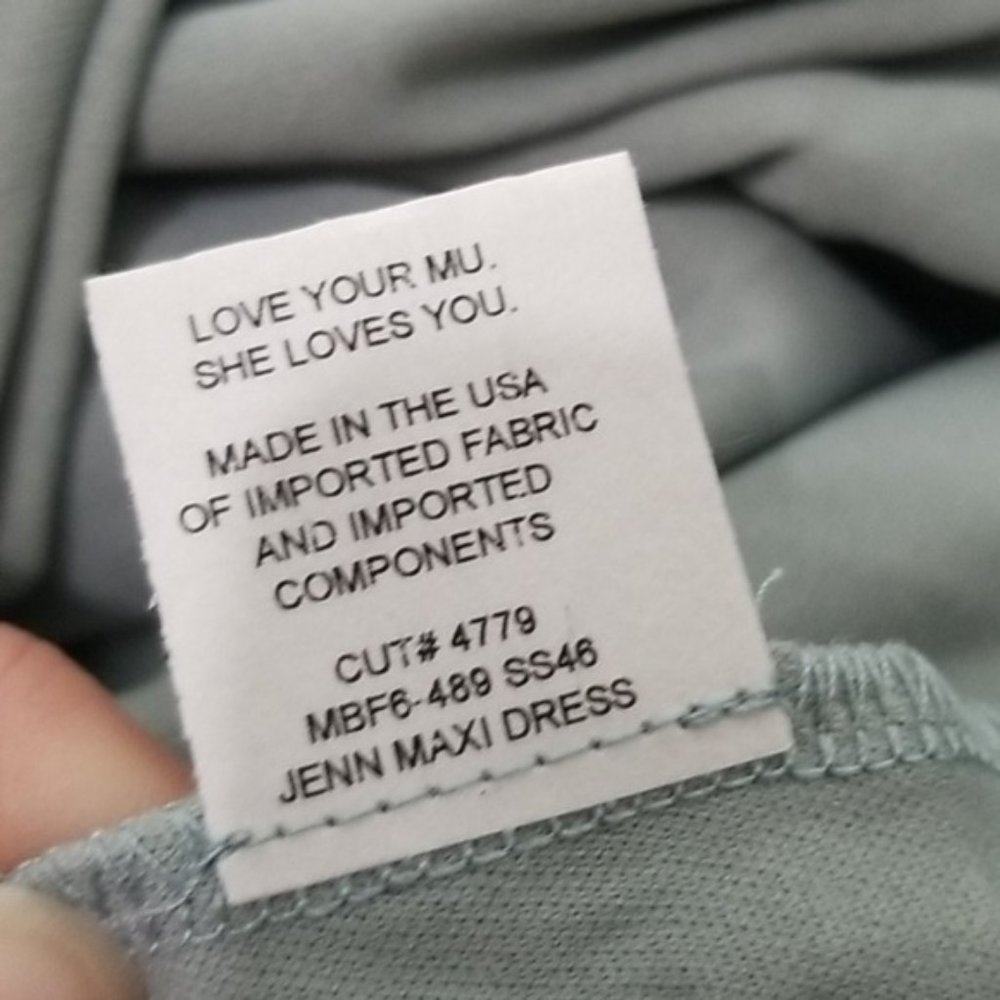 LOVE YOUR MU.
SHE LOVES YOU.
MADE IN THE USA
OF IMPORTED FABRIC
AND IMPORTED
COMPONENTS
CUT# 4779
MBF6-489 SS46
JENN MAXI DRESS